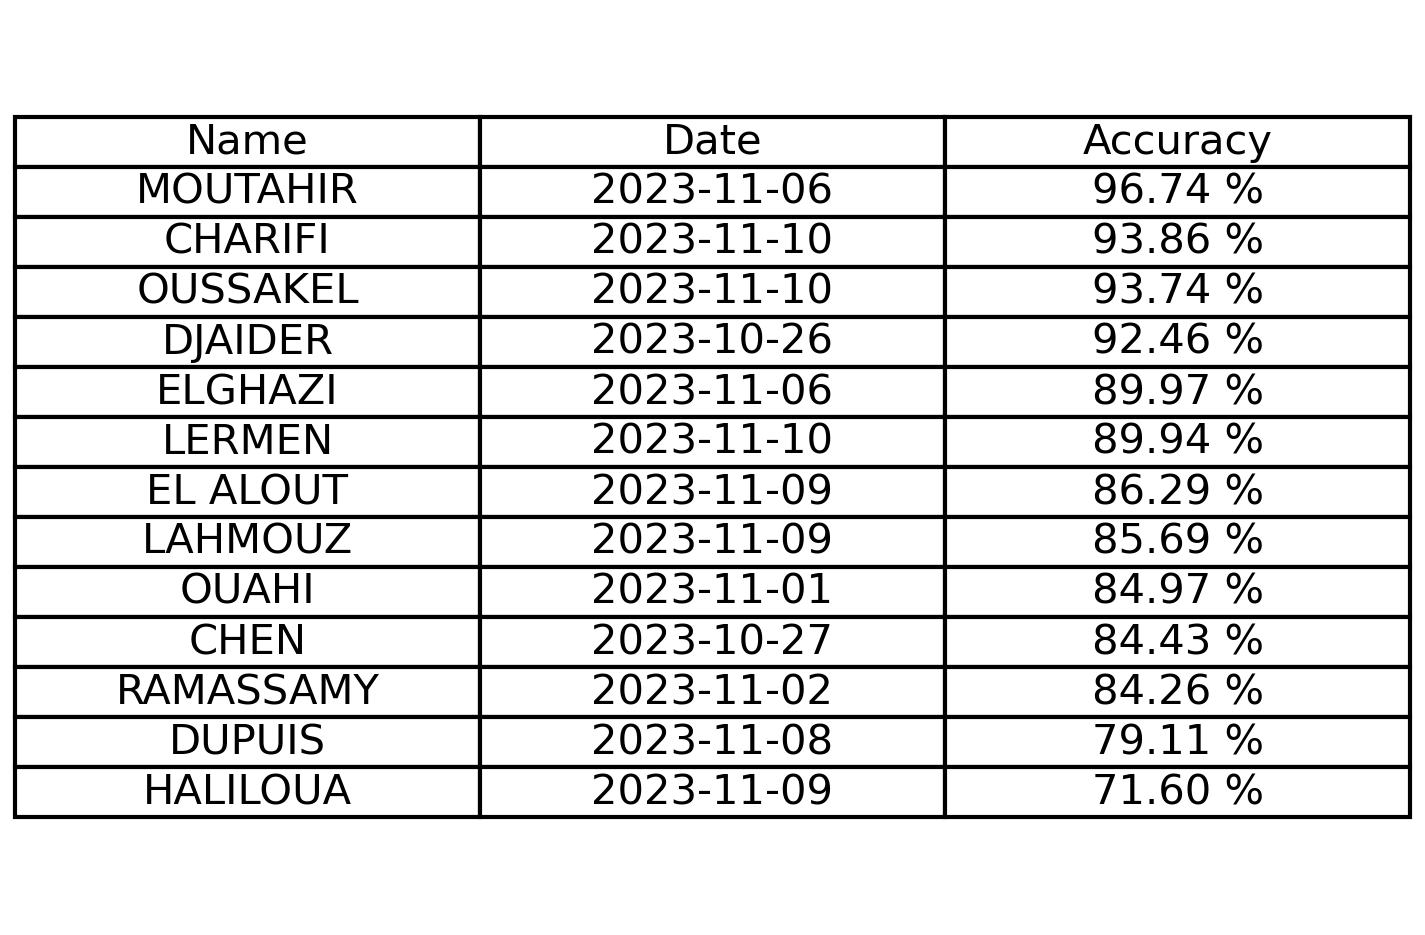 Name Date Accuracy
MOUTAHIR 2023-11-06 96.74 %
CHARIFI 2023-11-10 93.86 %
OUSSAKEL 2023-11-10 93.74 %
DJAIDER 2023-10-26 92.46 %
ELGHAZI 2023-11-06 89.97 %
LERMEN 2023-11-10 89.94 %
EL ALOUT 2023-11-09 86.29 %
LAHMOUZ 2023-11-09 85.69 %
OUAHI 2023-11-01 84.97 %
CHEN 2023-10-27 84.43 %
RAMASSAMY 2023-11-02 84.26 %
DUPUIS 2023-11-08 79.11 %
HALILOUA 2023-11-09 71.60 %